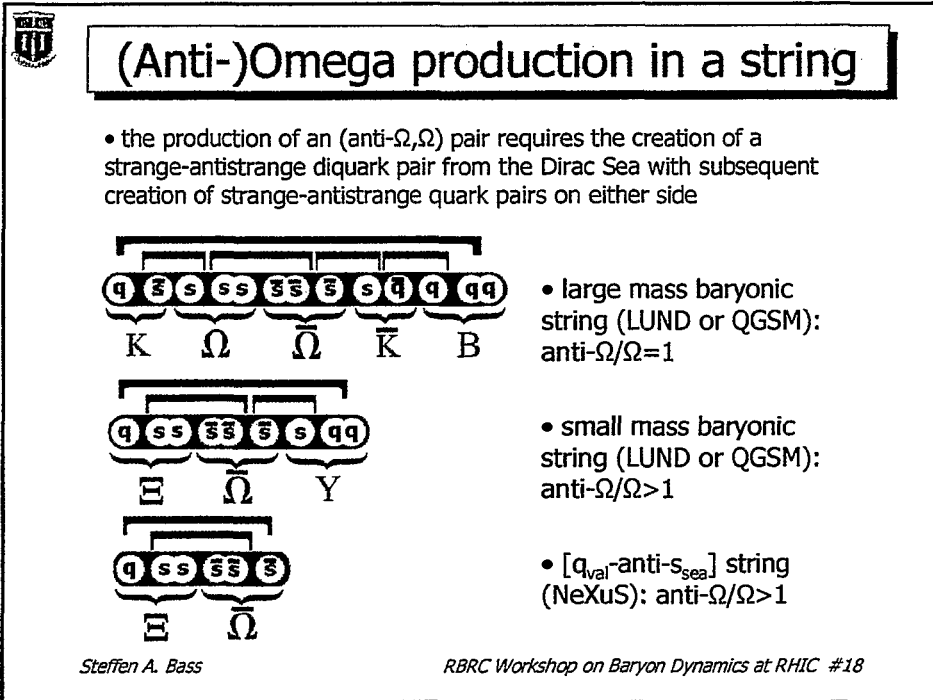 (Anti-)Omega production in a string
• the production of an (anti-Ω,Ω) pair requires the creation of a
strange-antistrange diquark pair from the Dirac Sea with subsequent
creation of strange-antistrange quark pairs on either side
q s̄ s ss s̄s̄ s̄ s q̄ q qq
K Ω Ω̄ K̄ B
• large mass baryonic
string (LUND or QGSM):
anti-Ω/Ω=1
q ss s̄s̄ s̄ s qq
Ξ Ω̄ Y
• small mass baryonic
string (LUND or QGSM):
anti-Ω/Ω>1
q ss s̄s̄ s̄
Ξ Ω̄
• [qval-anti-ssea] string
(NeXuS): anti-Ω/Ω>1
Steffen A. Bass
RBRC Workshop on Baryon Dynamics at RHIC #18